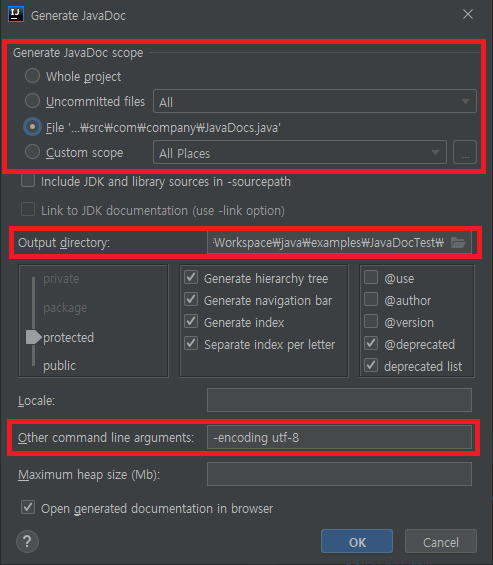 IJ Generate JavaDoc
Generate JavaDoc scope
Whole project
Uncommitted files All
File '...₩src₩com₩company₩JavaDocs.java'
Custom scope All Places ...
Include JDK and library sources in -sourcepath
Link to JDK documentation (use -link option)
Output directory: Workspace₩java₩examples₩JavaDocTest₩
private
package
protected
public
Generate hierarchy tree
Generate navigation bar
Generate index
Separate index per letter
@use
@author
@version
@deprecated
deprecated list
Locale:
Other command line arguments: -encoding utf-8
Maximum heap size (Mb):
Open generated documentation in browser
? OK Cancel